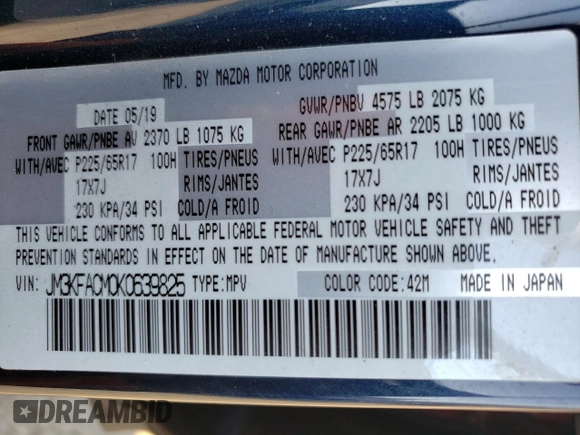 MFD. BY MAZDA MOTOR CORPORATION
DATE 05/19 GVWR/PNBV 4575 LB 2075 KG
FRONT GAWR/PNBE AV 2370 LB 1075 KG REAR GAWR/PNBE AR 2205 LB 1000 KG
WITH/AVEC P225/65R17 100H TIRES/PNEUS WITH/AVEC P225/65R17 100H TIRES/PNEUS
17X7J RIMS/JANTES 17X7J RIMS/JANTES
230 KPA/34 PSI COLD/A FROID 230 KPA/34 PSI COLD/A FROID
THIS VEHICLE CONFORMS TO ALL APPLICABLE FEDERAL MOTOR VEHICLE SAFETY AND THEFT
PREVENTION STANDARDS IN EFFECT ON THE DATE OF MANUFACTURE SHOWN ABOVE.
VIN: JM3KFACM0K0639825 TYPE:MPV COLOR CODE:42M MADE IN JAPAN
DREAMBID